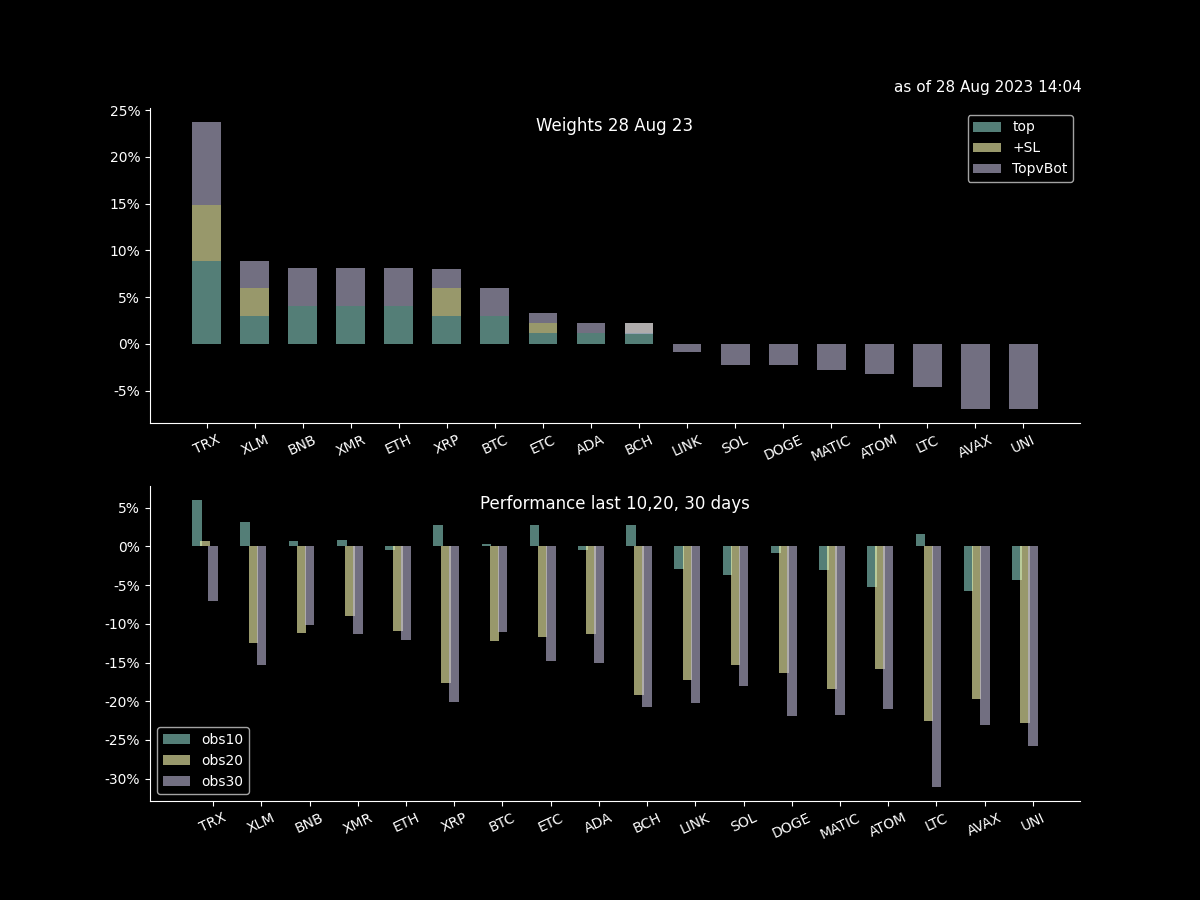 as of 28 Aug 2023 14:04
Weights 28 Aug 23
25%
20%
15%
10%
5%
0%
-5%
top
+SL
TopvBot
TRX XLM BNB XMR ETH XRP BTC ETC ADA BCH LINK SOL DOGE MATIC ATOM LTC AVAX UNI
Performance last 10,20, 30 days
5%
0%
-5%
-10%
-15%
-20%
-25%
-30%
obs10
obs20
obs30
TRX XLM BNB XMR ETH XRP BTC ETC ADA BCH LINK SOL DOGE MATIC ATOM LTC AVAX UNI